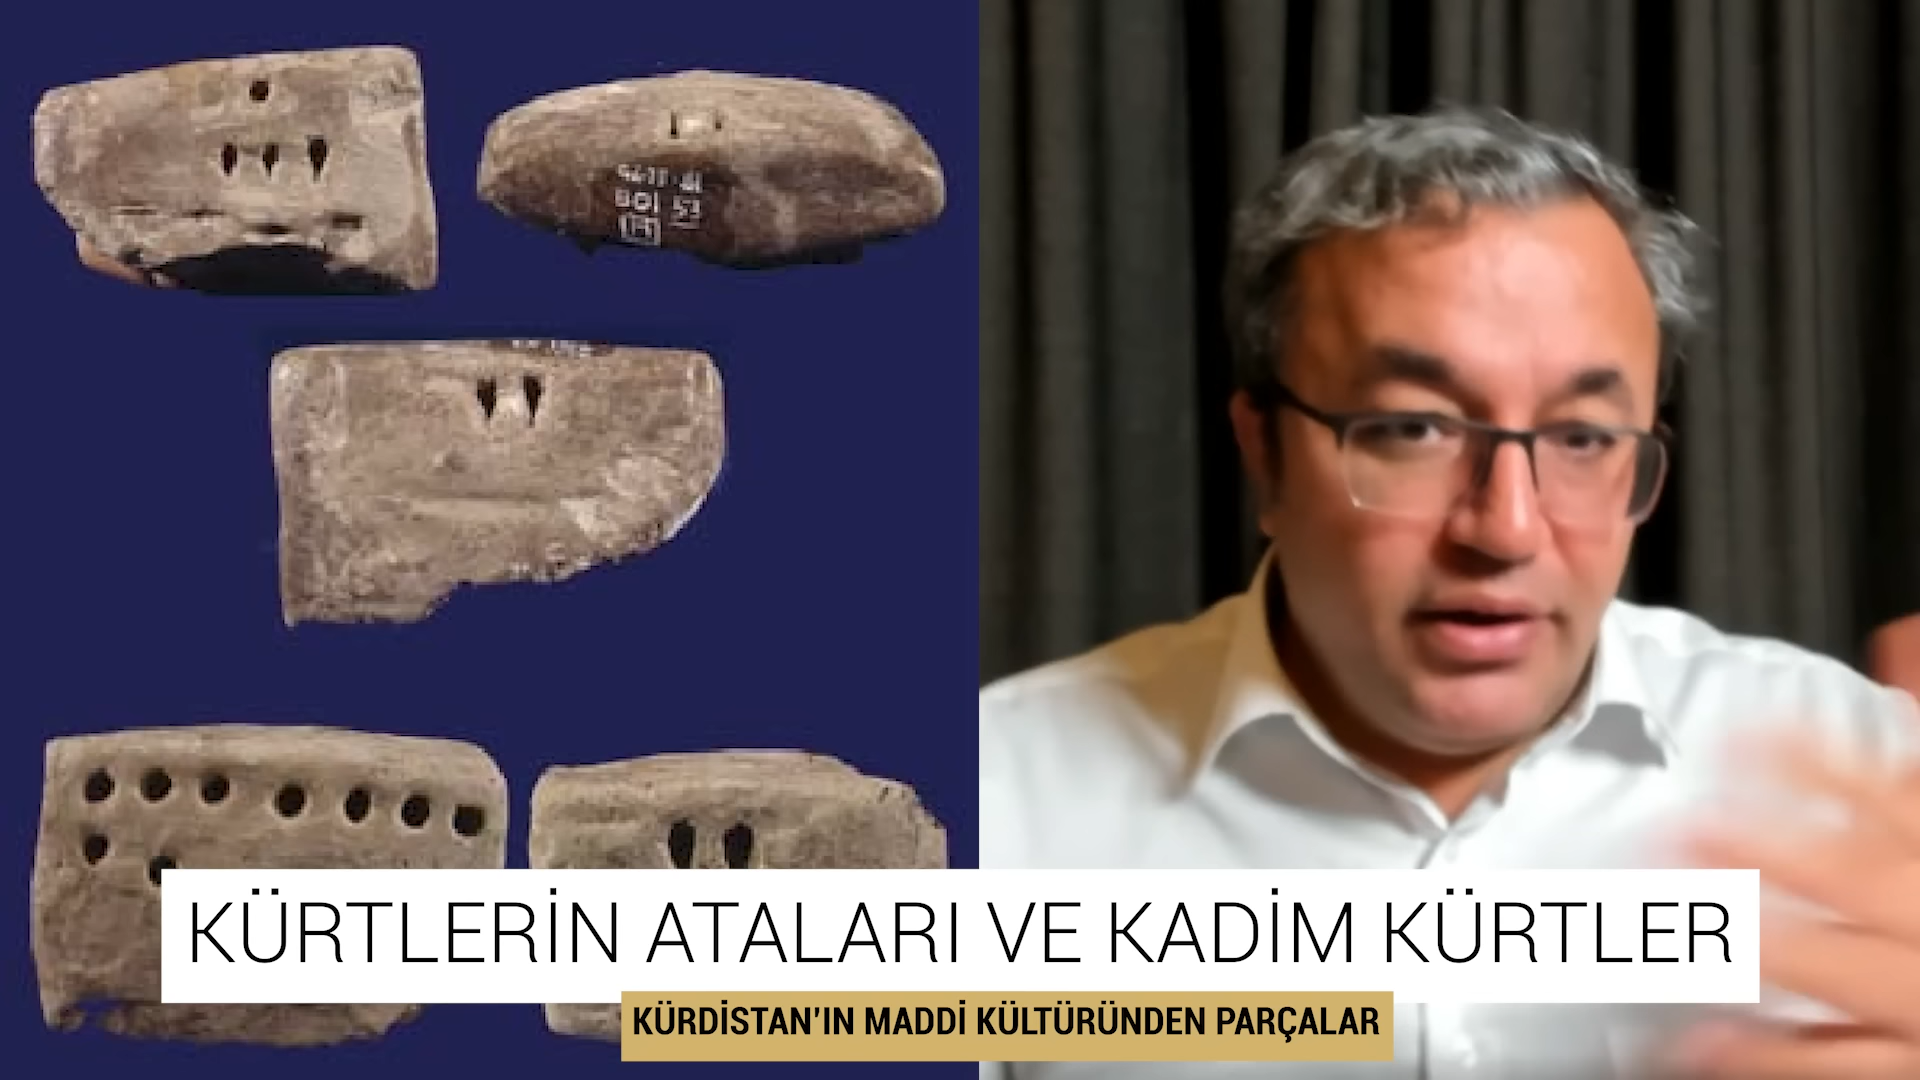 KÜRTLERİN ATALARI VE KADİM KÜRTLER
KÜRDİSTAN'IN MADDİ KÜLTÜRÜNDEN PARÇALAR